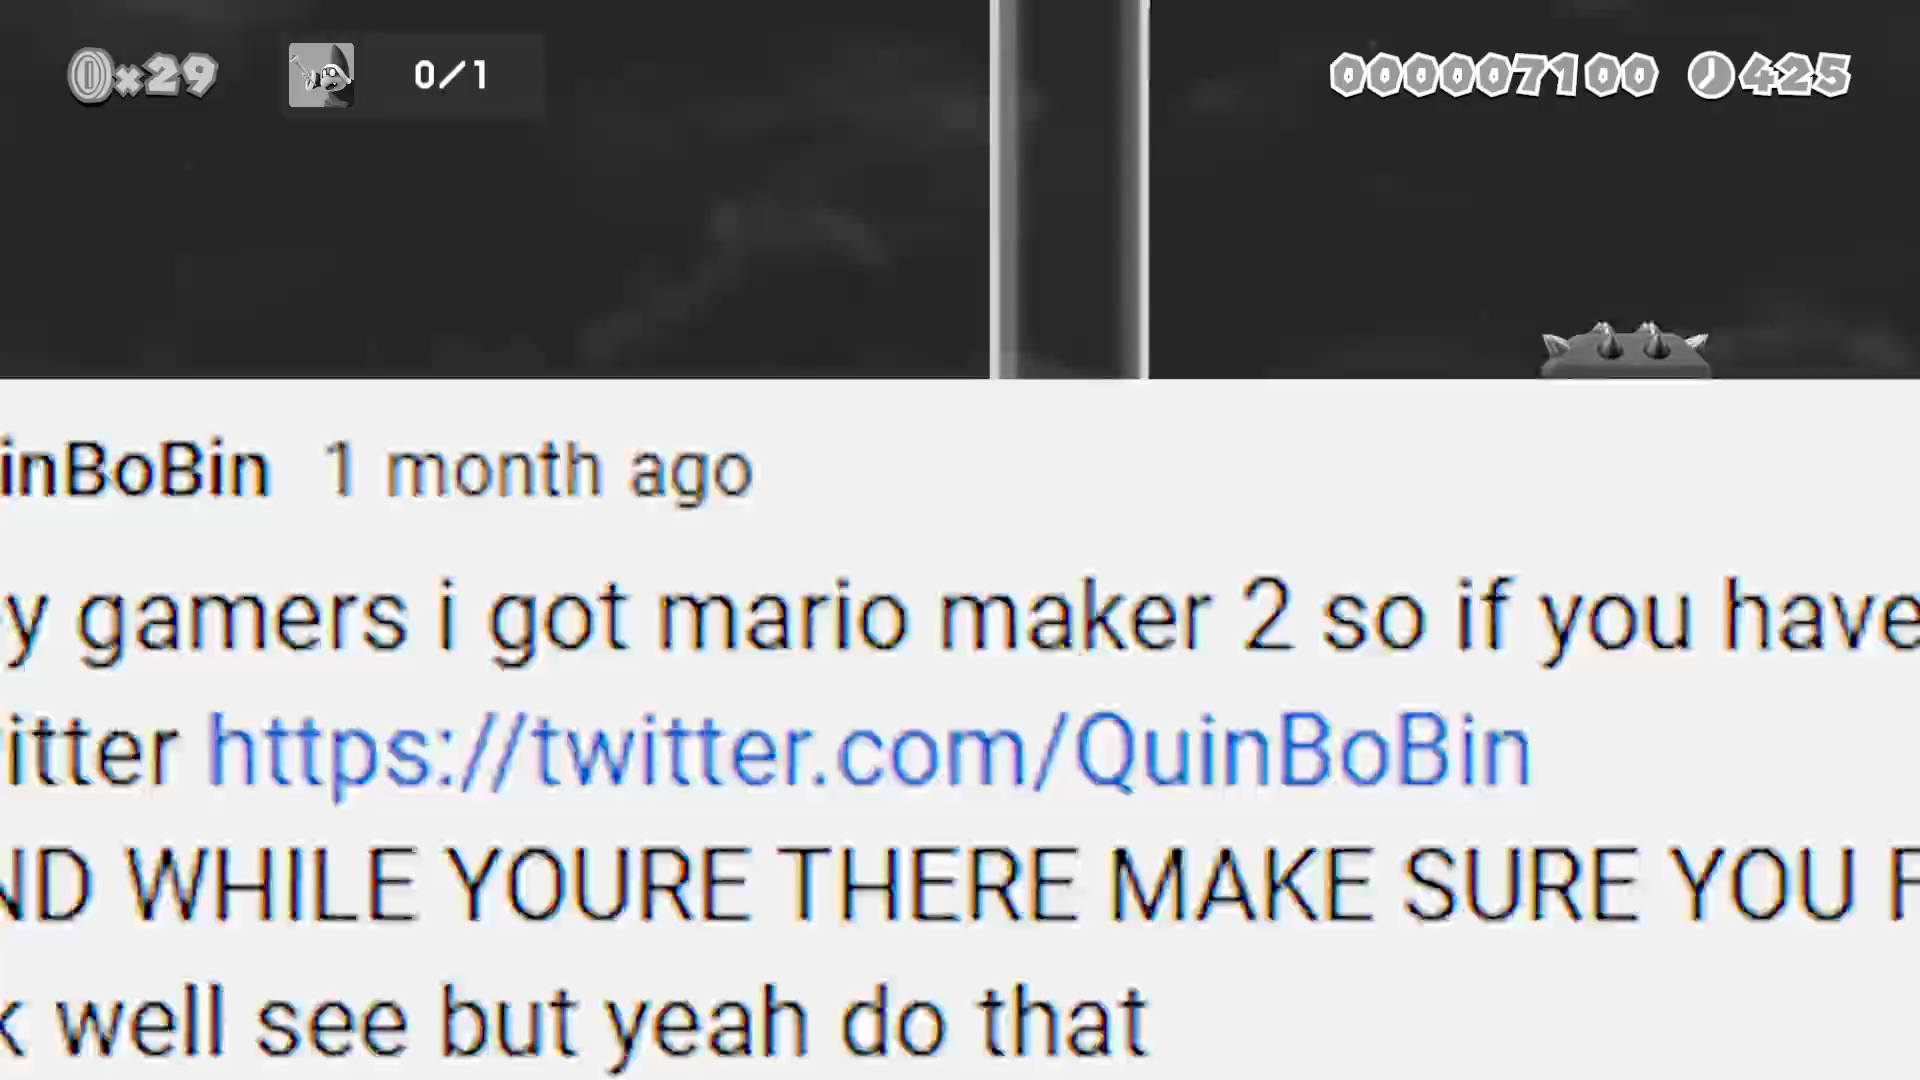 ×29 0/1 000007100 425
inBoBin 1 month ago
y gamers i got mario maker 2 so if you have
itter https://twitter.com/QuinBoBin
ND WHILE YOURE THERE MAKE SURE YOU F
k well see but yeah do that